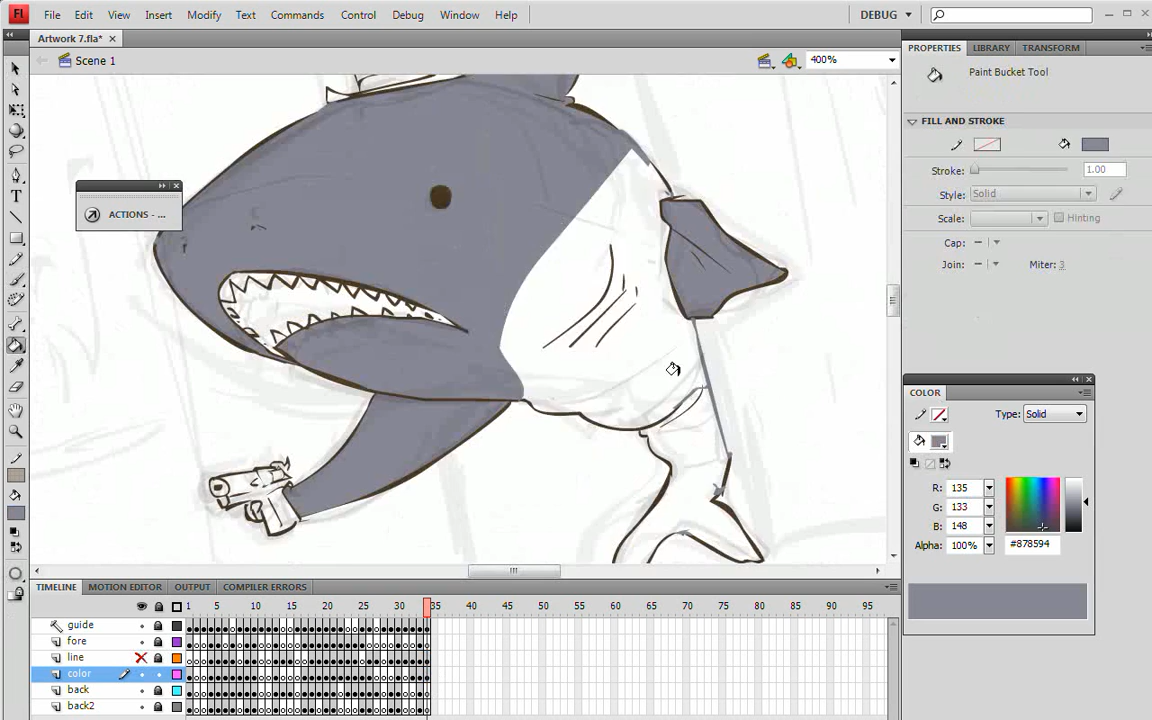 Fl File Edit View Insert Modify Text Commands Control Debug Window Help DEBUG
Artwork 7.fla*
Scene 1 400%
PROPERTIES LIBRARY TRANSFORM
Paint Bucket Tool
FILL AND STROKE
Stroke: 1.00
Style: Solid
Scale: Hinting
Cap:
Join: Miter: 3
ACTIONS - ...
COLOR
Type: Solid
R: 135
G: 133
B: 148
Alpha: 100% #878594
TIMELINE MOTION EDITOR OUTPUT COMPILER ERRORS
1 5 10 15 20 25 30 35 40 45 50 55 60 65 70 75 80 85 90 95
guide
fore
line
color
back
back2